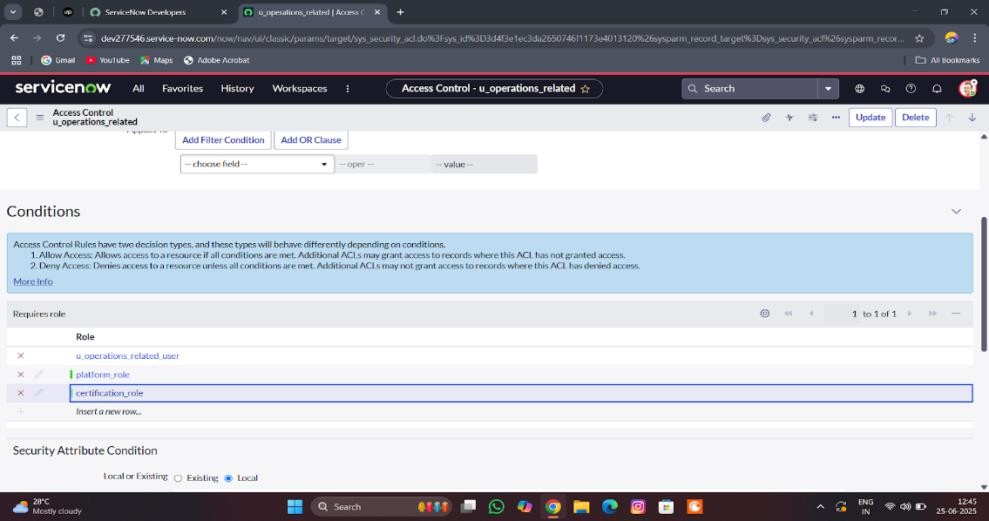 ServiceNow Developers
u_operations_related | Access C
dev277546.service-now.com/now/nav/ui/classic/params/target/sys_security_acl.do%3Fsys_id%3D3d4f3e1ec3da2650746f1173e4013120%26sysparm_record_target%3Dsys_security_acl%26sysparm_recor...
Gmail YouTube Maps Adobe Acrobat All Bookmarks
servicenow All Favorites History Workspaces Access Control - u_operations_related Search
Access Control
u_operations_related
Update Delete
Add Filter Condition Add OR Clause
-- choose field -- -- oper -- -- value --
Conditions
Access Control Rules have two decision types, and these types will behave differently depending on conditions.
1. Allow Access: Allows access to a resource if all conditions are met. Additional ACLs may grant access to records where this ACL has not granted access.
2. Deny Access: Denies access to a resource unless all conditions are met. Additional ACLs may not grant access to records where this ACL has denied access.
More Info
Requires role 1 to 1 of 1
Role
u_operations_related_user
platform_role
certification_role
Insert a new row...
Security Attribute Condition
Local or Existing Existing Local
28°C
Mostly cloudy
Search
ENG
IN
12:45
25-06-2025